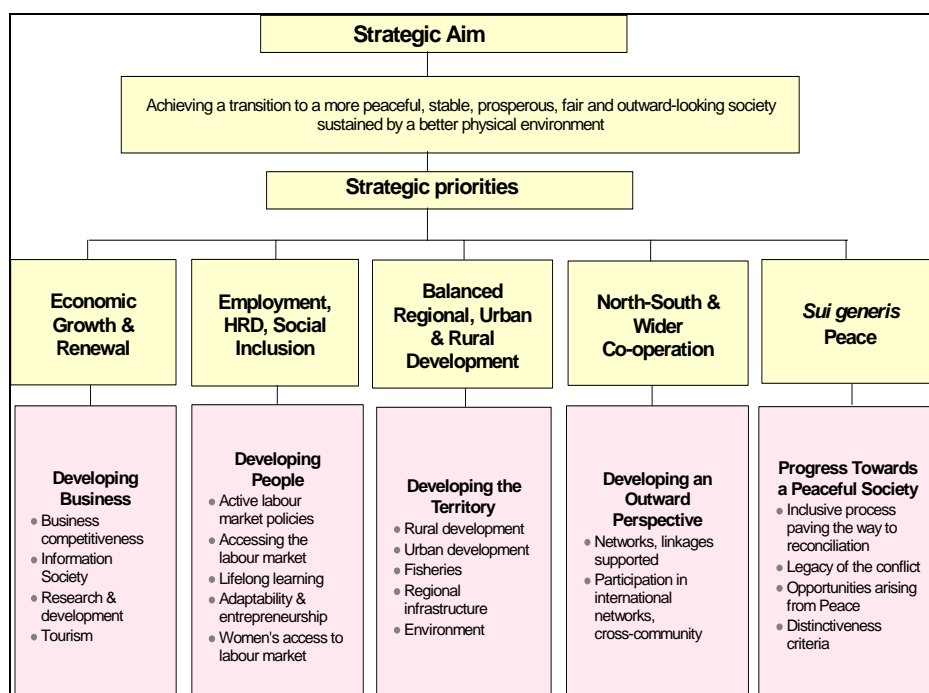 Strategic Aim
Achieving a transition to a more peaceful, stable, prosperous, fair and outward-looking society
sustained by a better physical environment
Strategic priorities
Economic
Growth &
Renewal
Employment,
HRD, Social
Inclusion
Balanced
Regional, Urban
& Rural
Development
North-South &
Wider
Co-operation
Sui generis
Peace
Developing
Business
• Business
competitiveness
• Information
Society
• Research &
development
• Tourism
Developing
People
• Active labour
market policies
• Accessing the
labour market
• Lifelong learning
• Adaptability &
entrepreneurship
• Women's access to
labour market
Developing the
Territory
• Rural development
• Urban development
• Fisheries
• Regional
infrastructure
• Environment
Developing an
Outward
Perspective
• Networks, linkages
supported
• Participation in
international
networks,
cross-community
Progress Towards
a Peaceful Society
• Inclusive process
paving the way to
reconciliation
• Legacy of the conflict
• Opportunities arising
from Peace
• Distinctiveness
criteria